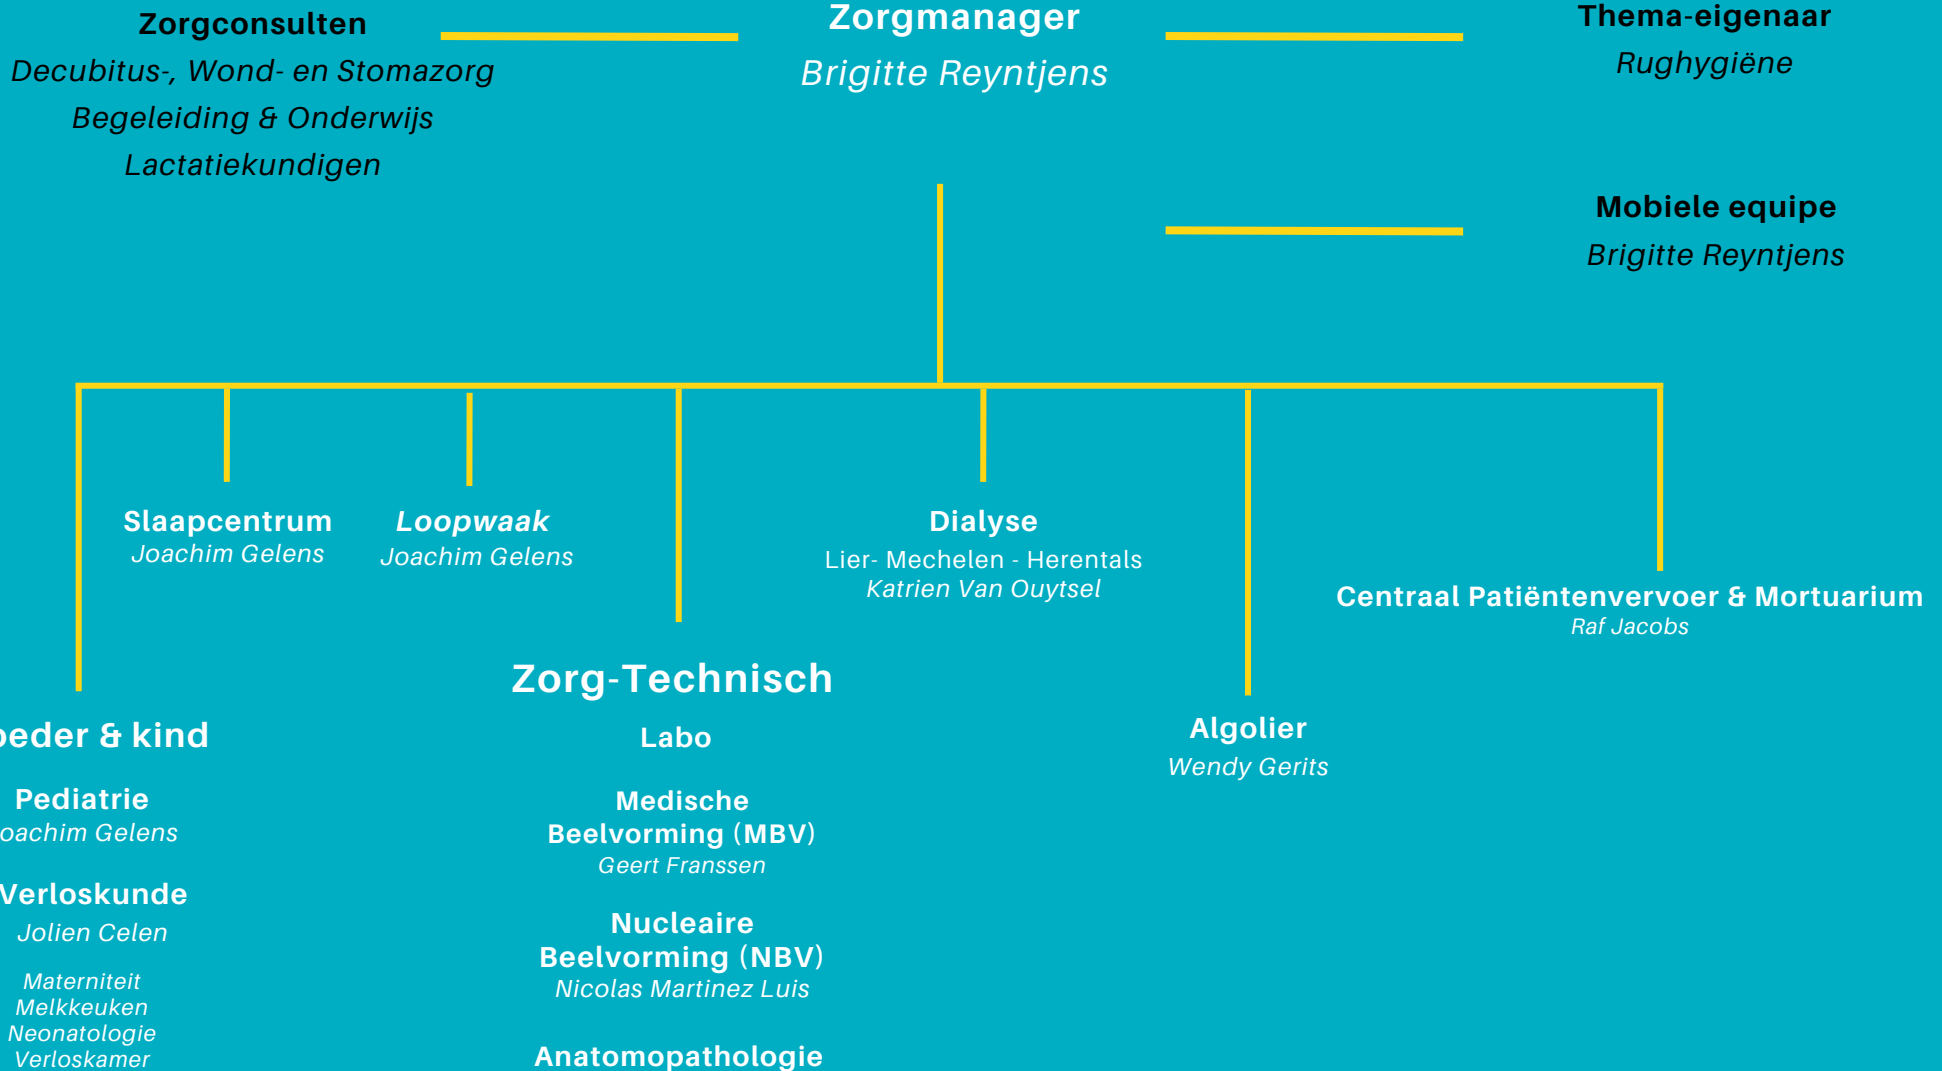 Zorgconsulten
Decubitus-, Wond- en Stomazorg
Begeleiding & Onderwijs
Lactatiekundigen
Zorgmanager
Brigitte Reyntjens
Thema-eigenaar
Rughygiëne
Mobiele equipe
Brigitte Reyntjens
Slaapcentrum
Joachim Gelens
Loopwaak
Joachim Gelens
Dialyse
Lier- Mechelen - Herentals
Katrien Van Ouytsel
Centraal Patiëntenvervoer & Mortuarium
Raf Jacobs
oeder & kind
Pediatrie
oachim Gelens
Verloskunde
Jolien Celen
Materniteit
Melkkeuken
Neonatologie
Verloskamer
Zorg-Technisch
Labo
Medische
Beelvorming (MBV)
Geert Franssen
Nucleaire
Beelvorming (NBV)
Nicolas Martinez Luis
Anatomopathologie
Algolier
Wendy Gerits